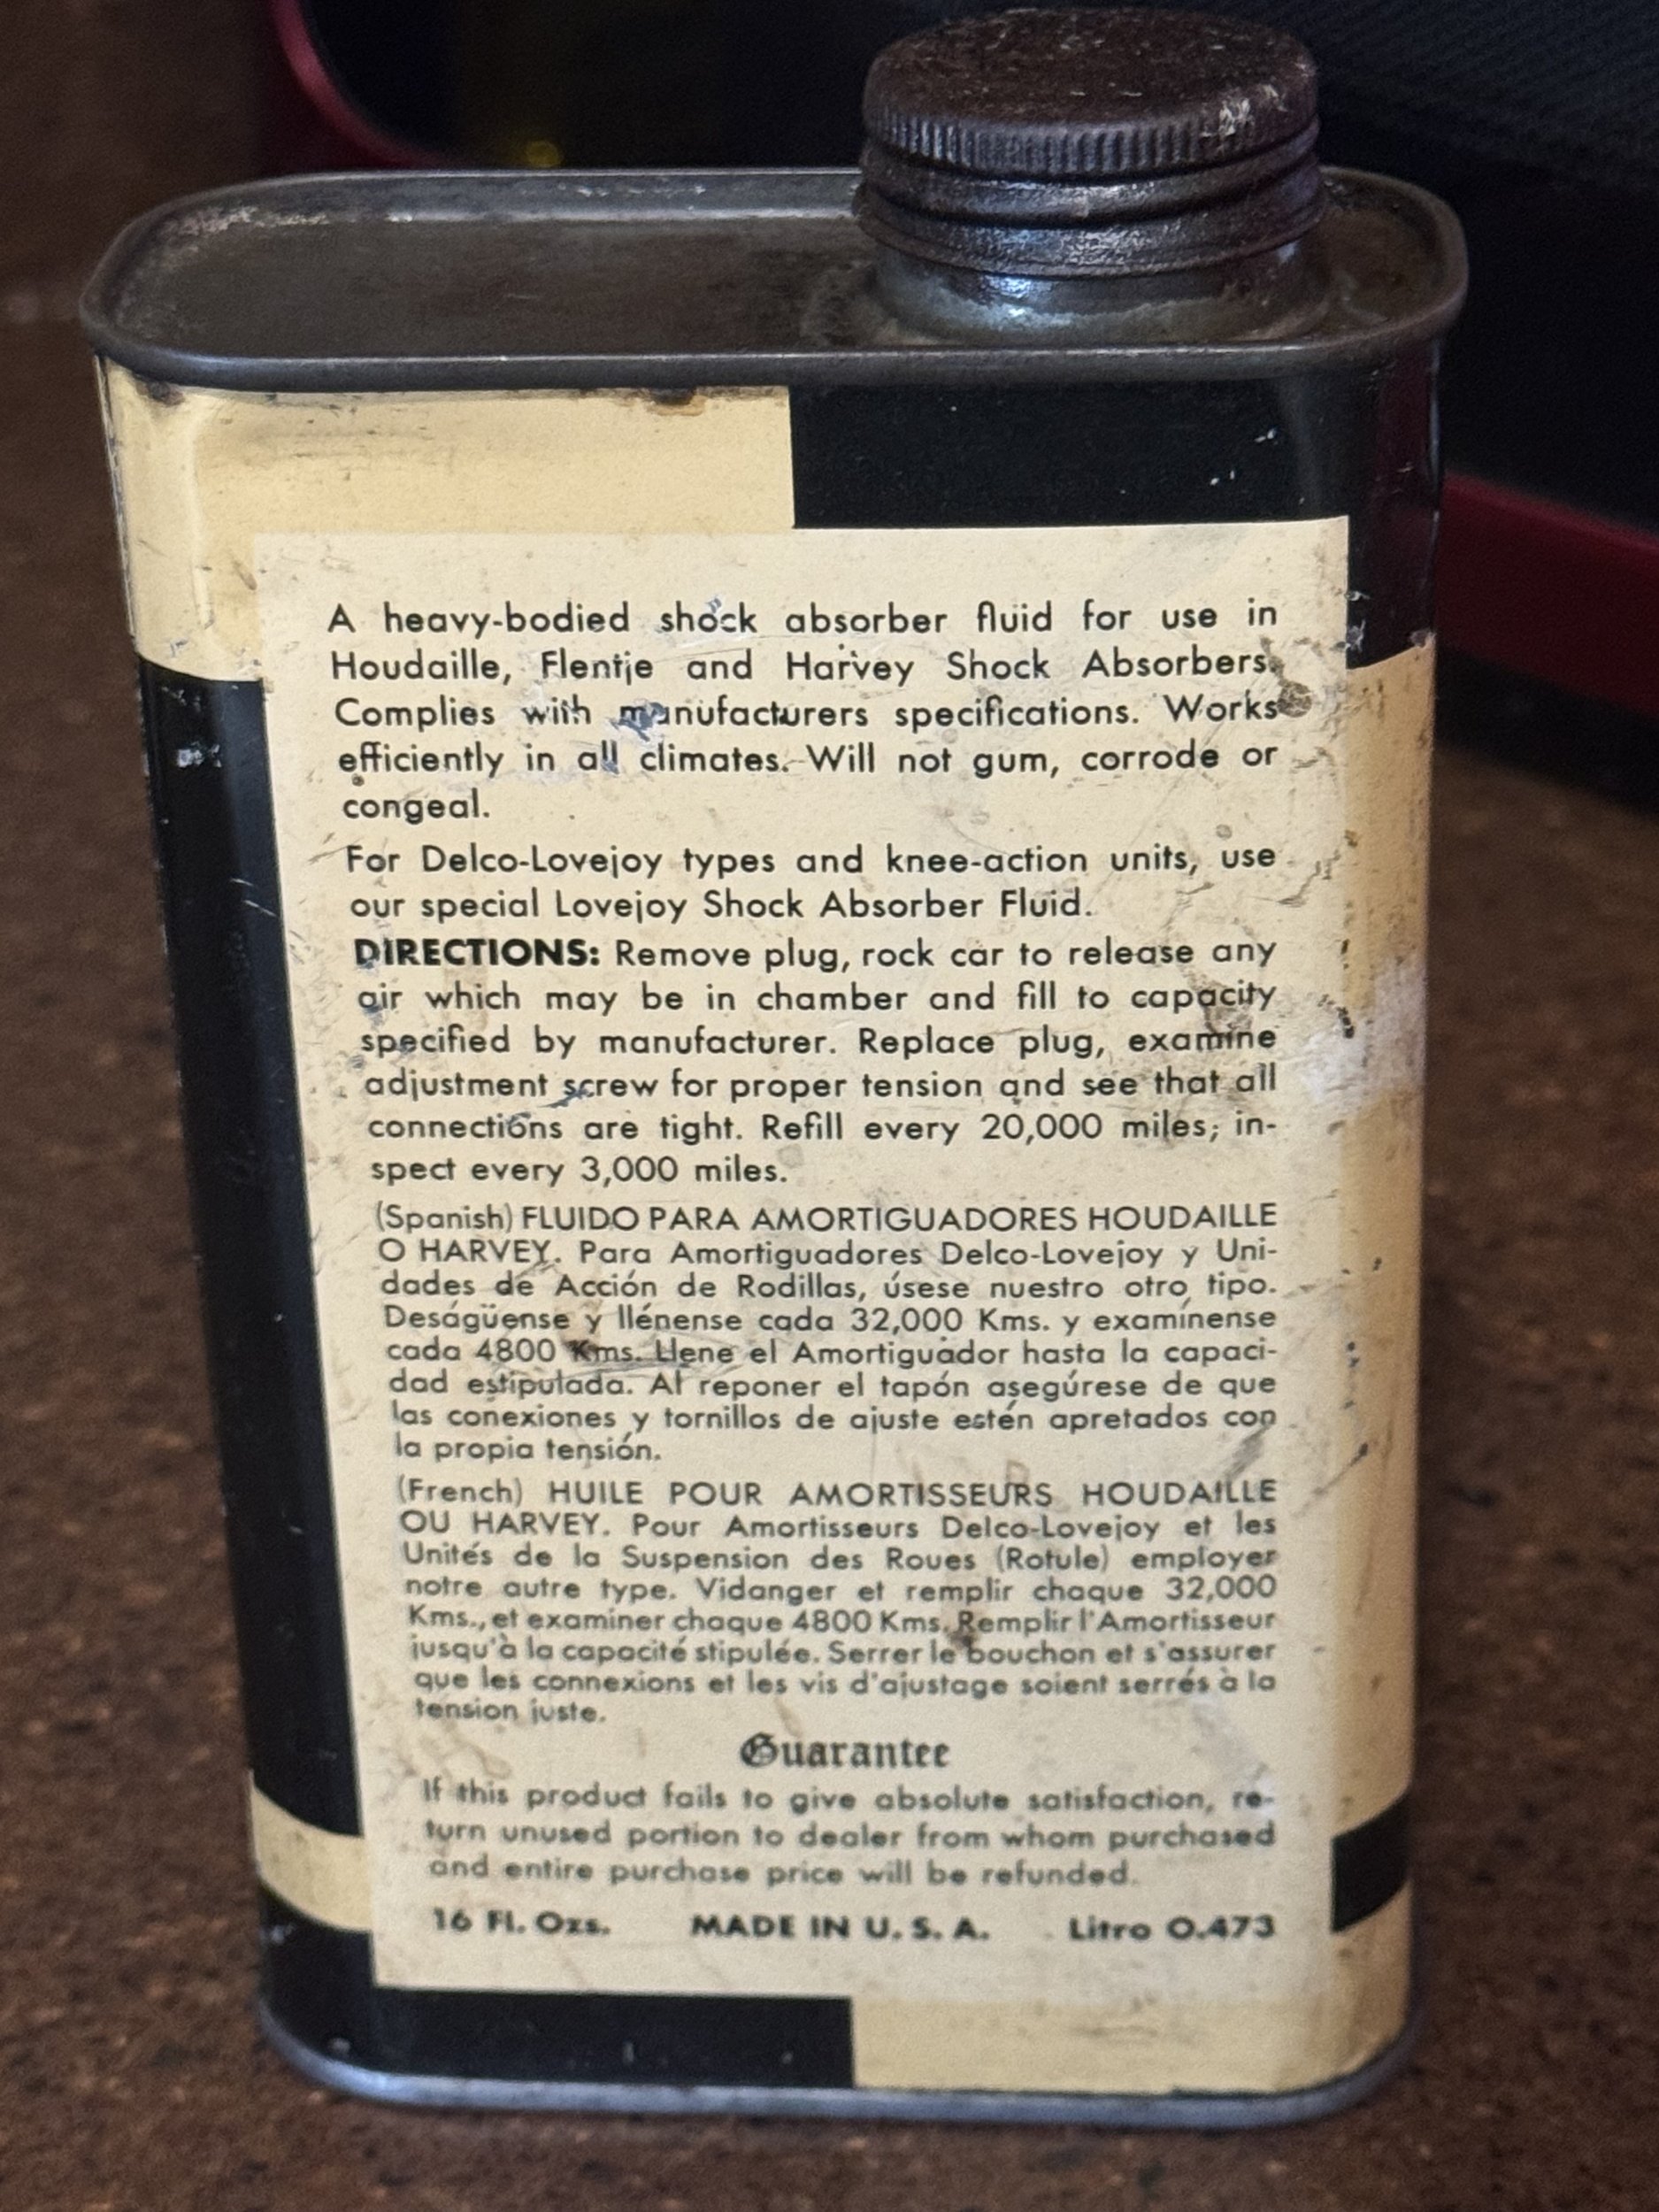 A heavy-bodied shock absorber fluid for use in
Houdaille, Flentje and Harvey Shock Absorbers.
Complies with manufacturers specifications. Works
efficiently in all climates. Will not gum, corrode or
congeal.
For Delco-Lovejoy types and knee-action units, use
our special Lovejoy Shock Absorber Fluid.
DIRECTIONS: Remove plug, rock car to release any
air which may be in chamber and fill to capacity
specified by manufacturer. Replace plug, examine
adjustment screw for proper tension and see that all
connections are tight. Refill every 20,000 miles; in-
spect every 3,000 miles.
(Spanish) FLUIDO PARA AMORTIGUADORES HOUDAILLE
O HARVEY. Para Amortiguadores Delco-Lovejoy y Uni-
dades de Acción de Rodillas, úsese nuestro otro tipo.
Deságüense y llénense cada 32,000 Kms. y examínense
cada 4800 Kms. Llene el Amortiguador hasta la capaci-
dad estipulada. Al reponer el tapón asegúrese de que
las conexiones y tornillos de ajuste estén apretados con
la propia tensión.
(French) HUILE POUR AMORTISSEURS HOUDAILLE
OU HARVEY. Pour Amortisseurs Delco-Lovejoy et les
Unités de la Suspension des Roues (Rotule) employer
notre autre type. Vidanger et remplir chaque 32,000
Kms., et examiner chaque 4800 Kms. Remplir l'Amortisseur
jusqu'à la capacité stipulée. Serrer le bouchon et s'assurer
que les connexions et les vis d'ajustage soient serrés à la
tension juste.
Guarantee
If this product fails to give absolute satisfaction, re-
turn unused portion to dealer from whom purchased
and entire purchase price will be refunded.
16 Fl. Ozs. MADE IN U. S. A. Litro 0.473